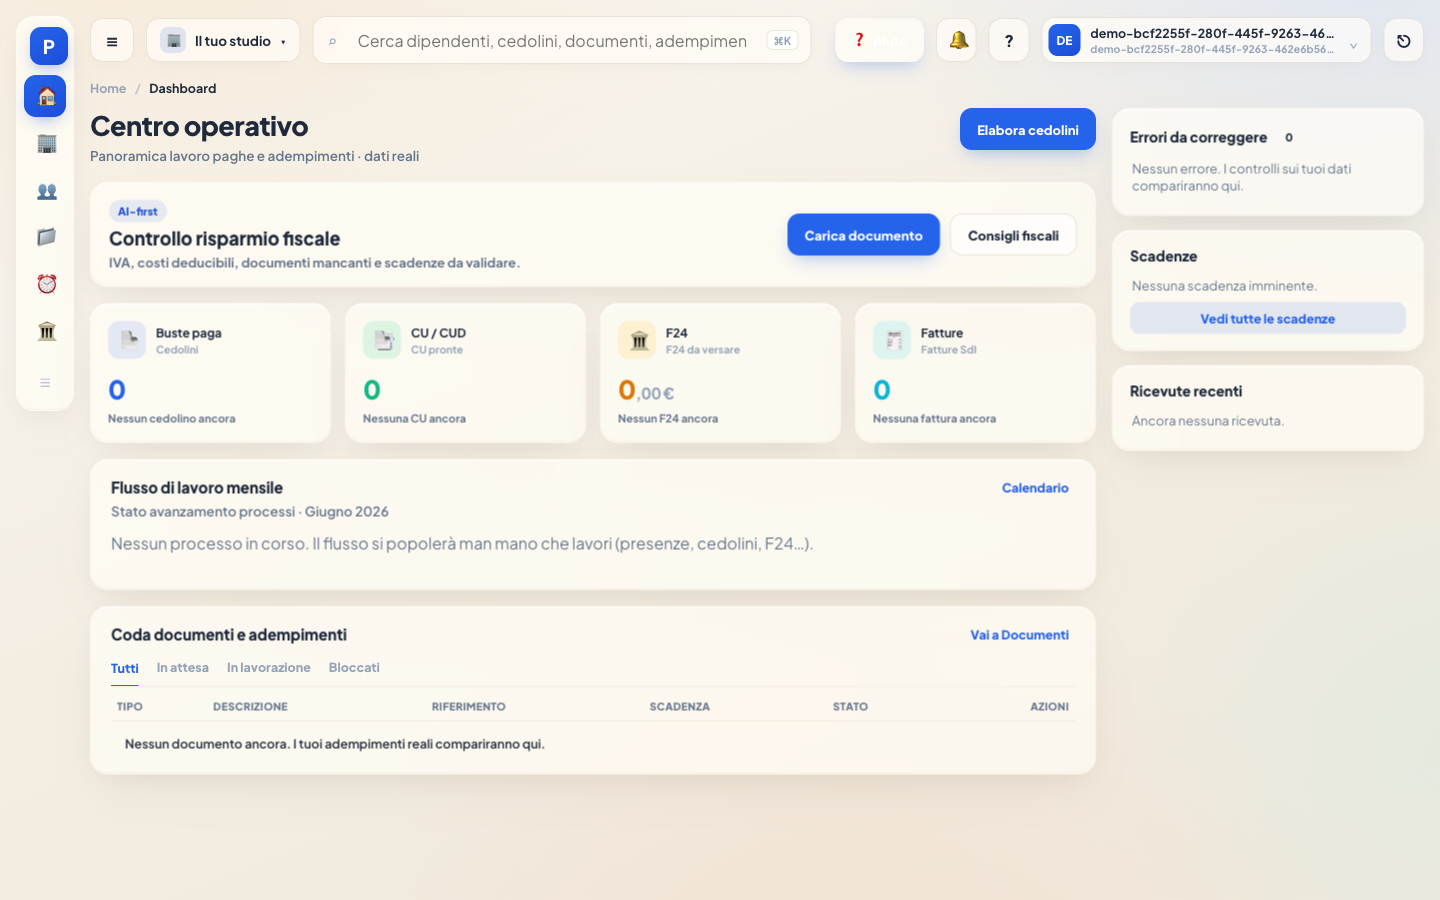 P
Il tuo studio
Cerca dipendenti, cedolini, documenti, adempimen
⌘K
?
DE
demo-bcf2255f-280f-445f-9263-46...
demo-bcf2255f-280f-445f-9263-462e6b56...
Home / Dashboard
Centro operativo
Panoramica lavoro paghe e adempimenti · dati reali
Elabora cedolini
AI-first
Controllo risparmio fiscale
IVA, costi deducibili, documenti mancanti e scadenze da validare.
Carica documento
Consigli fiscali
Buste paga
Cedolini
0
Nessun cedolino ancora
CU / CUD
CU pronte
0
Nessuna CU ancora
F24
F24 da versare
0,00 €
Nessun F24 ancora
Fatture
Fatture SdI
0
Nessuna fattura ancora
Flusso di lavoro mensile
Calendario
Stato avanzamento processi · Giugno 2026
Nessun processo in corso. Il flusso si popolerà man mano che lavori (presenze, cedolini, F24...).
Coda documenti e adempimenti
Vai a Documenti
Tutti In attesa In lavorazione Bloccati
TIPO DESCRIZIONE RIFERIMENTO SCADENZA STATO AZIONI
Nessun documento ancora. I tuoi adempimenti reali compariranno qui.
Errori da correggere 0
Nessun errore. I controlli sui tuoi dati
compariranno qui.
Scadenze
Nessuna scadenza imminente.
Vedi tutte le scadenze
Ricevute recenti
Ancora nessuna ricevuta.